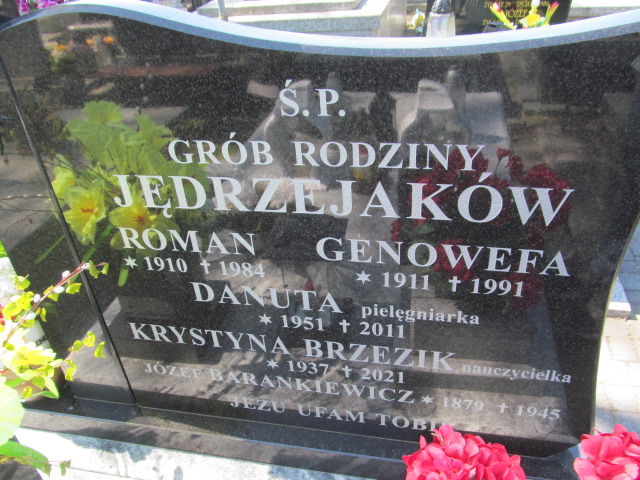 Ś.P.
GRÓB RODZINY
JĘDRZEJAKÓW
ROMAN GENOWEFA
* 1910 † 1984 * 1911 † 1991
DANUTA pielęgniarka
* 1951 † 2011
KRYSTYNA BRZEZIK nauczycielka
* 1937 † 2021
JÓZEF BARANKIEWICZ * 1879 † 1945
JEZU UFAM TOBIE